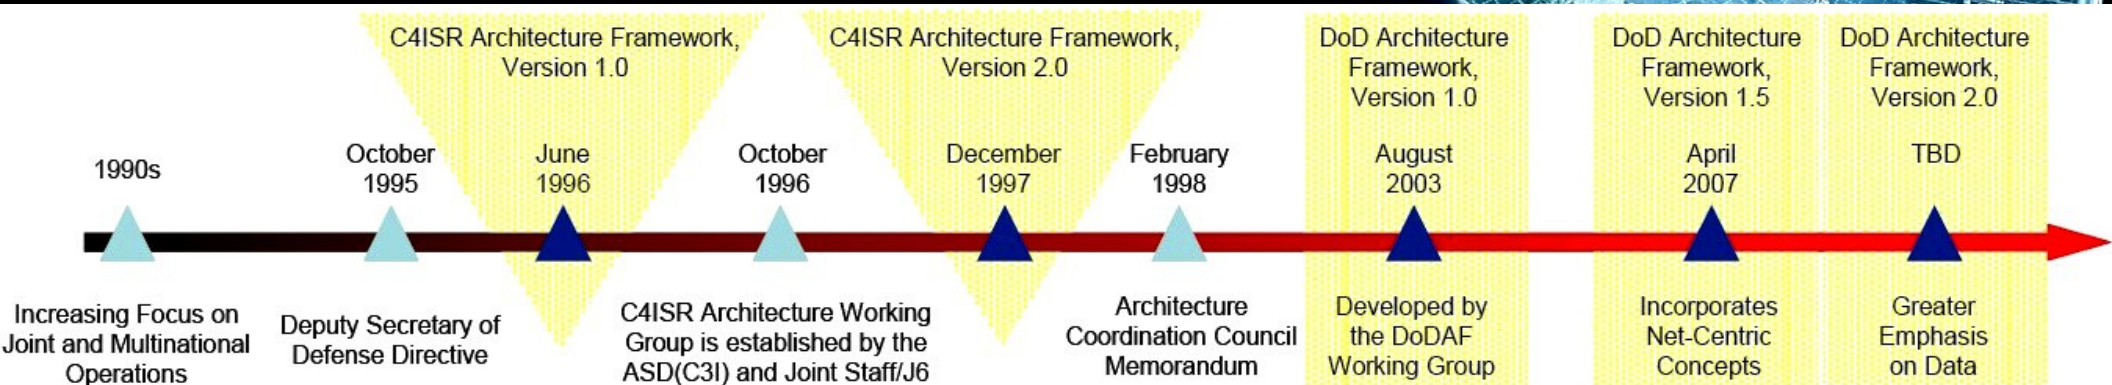 C4ISR Architecture Framework,
Version 1.0
C4ISR Architecture Framework,
Version 2.0
DoD Architecture
Framework,
Version 1.0
DoD Architecture
Framework,
Version 1.5
DoD Architecture
Framework,
Version 2.0
1990s
October
1995
June
1996
October
1996
December
1997
February
1998
August
2003
April
2007
TBD
Increasing Focus on
Joint and Multinational
Operations
Deputy Secretary of
Defense Directive
C4ISR Architecture Working
Group is established by the
ASD(C3I) and Joint Staff/J6
Architecture
Coordination Council
Memorandum
Developed by
the DoDAF
Working Group
Incorporates
Net-Centric
Concepts
Greater
Emphasis
on Data